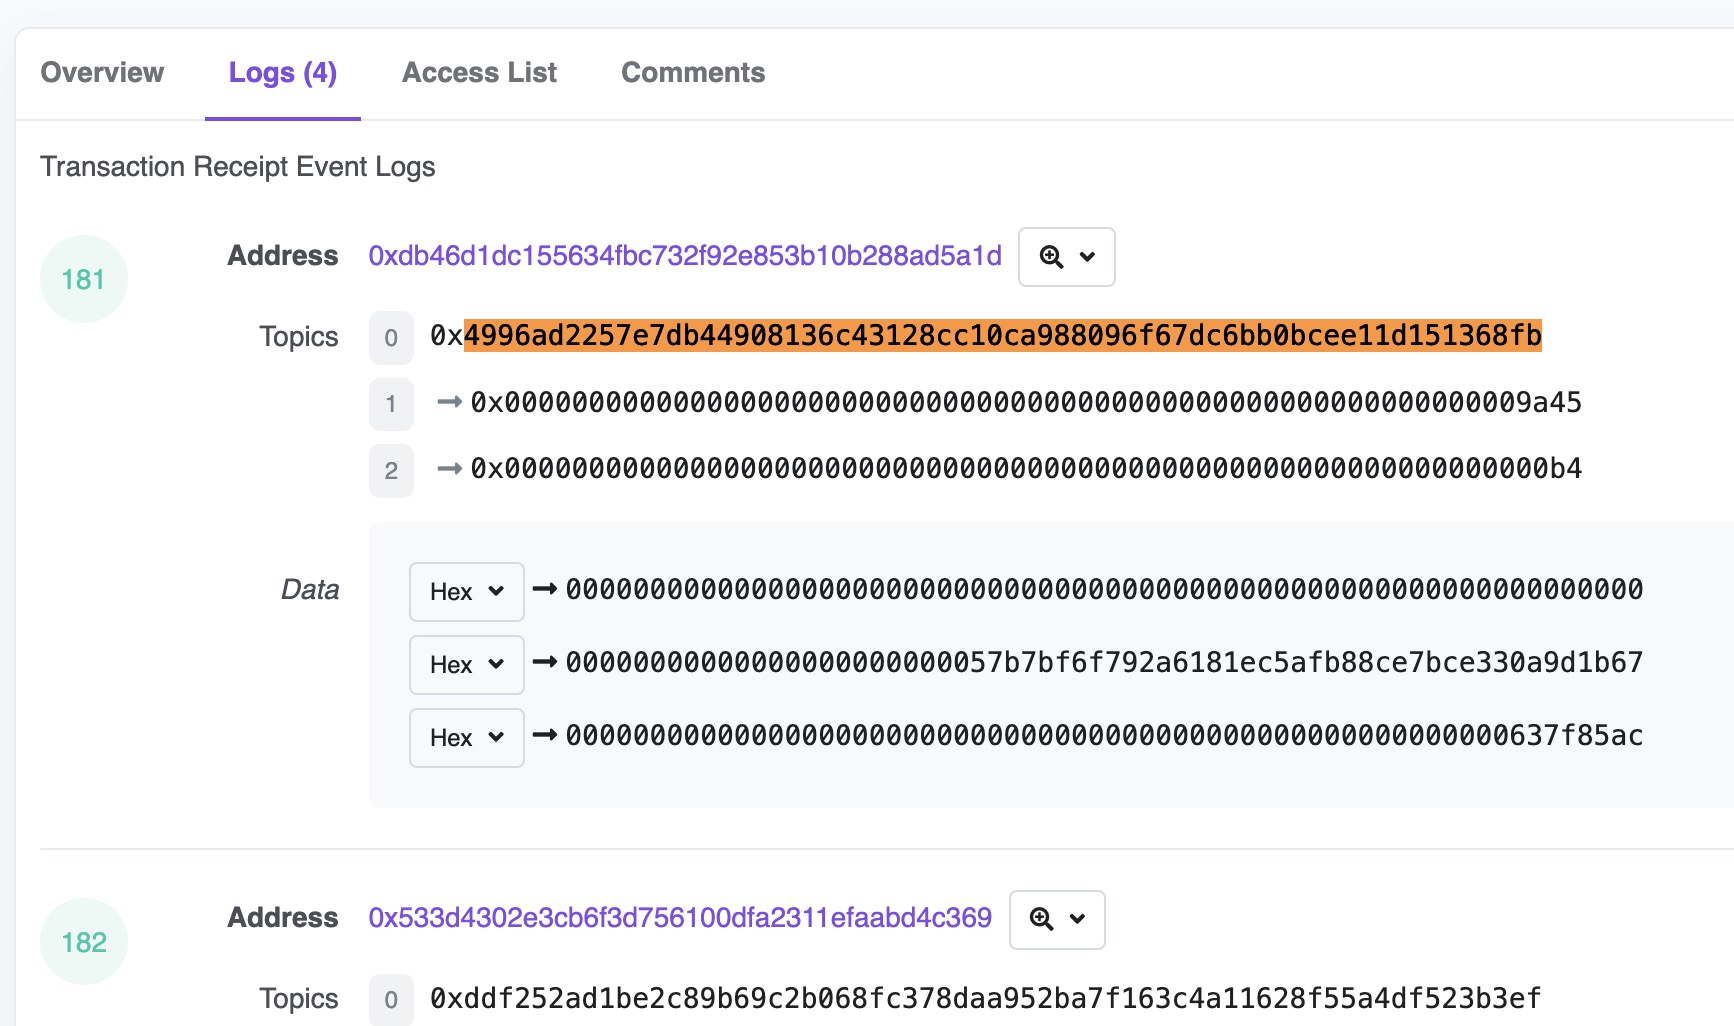 Overview Logs (4) Access List Comments
Transaction Receipt Event Logs
181 Address 0xdb46d1dc155634fbc732f92e853b10b288ad5a1d
Topics 0 0x4996ad2257e7db44908136c43128cc10ca988096f67dc6bb0bcee11d151368fb
1 → 0x0000000000000000000000000000000000000000000000000000000000009a45
2 → 0x00000000000000000000000000000000000000000000000000000000000000b4
Data Hex → 0000000000000000000000000000000000000000000000000000000000000000
Hex → 00000000000000000000000057b7bf6f792a6181ec5afb88ce7bce330a9d1b67
Hex → 00000000000000000000000000000000000000000000000000000000637f85ac
182 Address 0x533d4302e3cb6f3d756100dfa2311efaabd4c369
Topics 0 0xddf252ad1be2c89b69c2b068fc378daa952ba7f163c4a11628f55a4df523b3ef